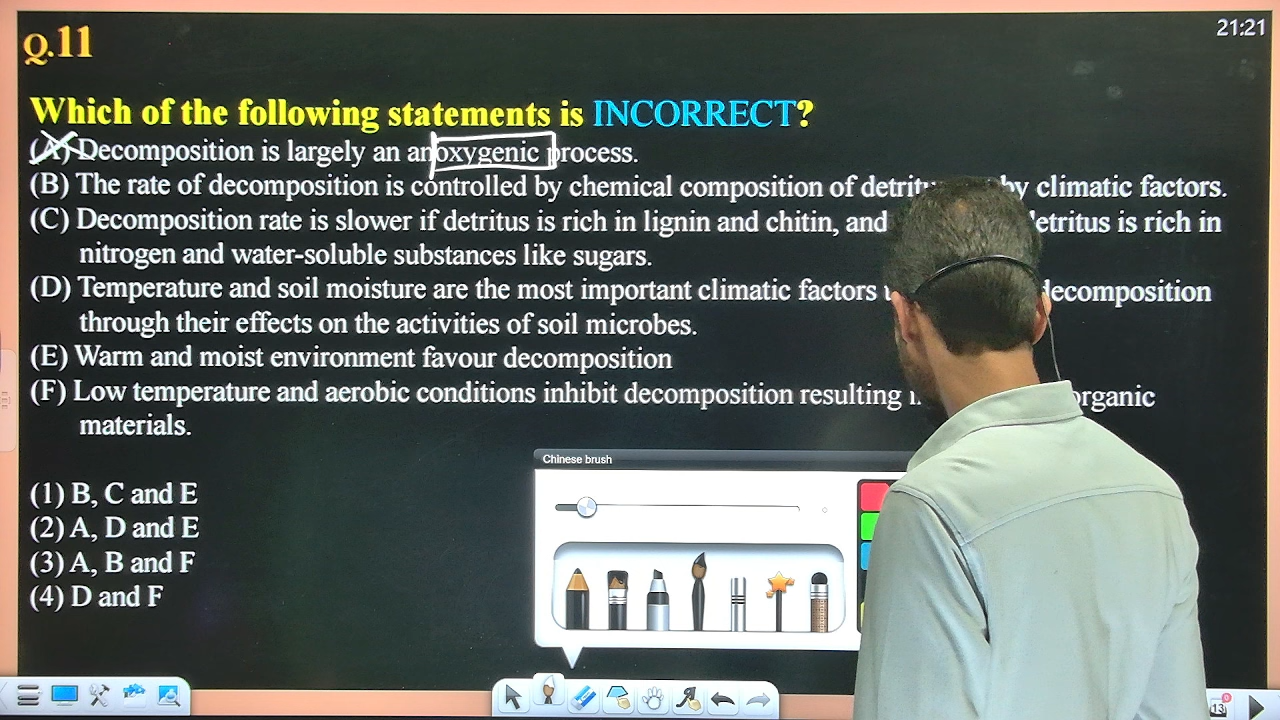 21:21
Q.11
Which of the following statements is INCORRECT?
(A) Decomposition is largely an anoxygenic process.
(B) The rate of decomposition is controlled by chemical composition of by climatic factors.
(C) Decomposition rate is slower if detritus is rich in lignin and chitin, and is rich in
nitrogen and water-soluble substances like sugars.
(D) Temperature and soil moisture are the most important climatic factors decomposition
through their effects on the activities of soil microbes.
(E) Warm and moist environment favour decomposition
(F) Low temperature and aerobic conditions inhibit decomposition resulting organic
materials.
(1) B, C and E
(2) A, D and E
(3) A, B and F
(4) D and F
Chinese brush
13